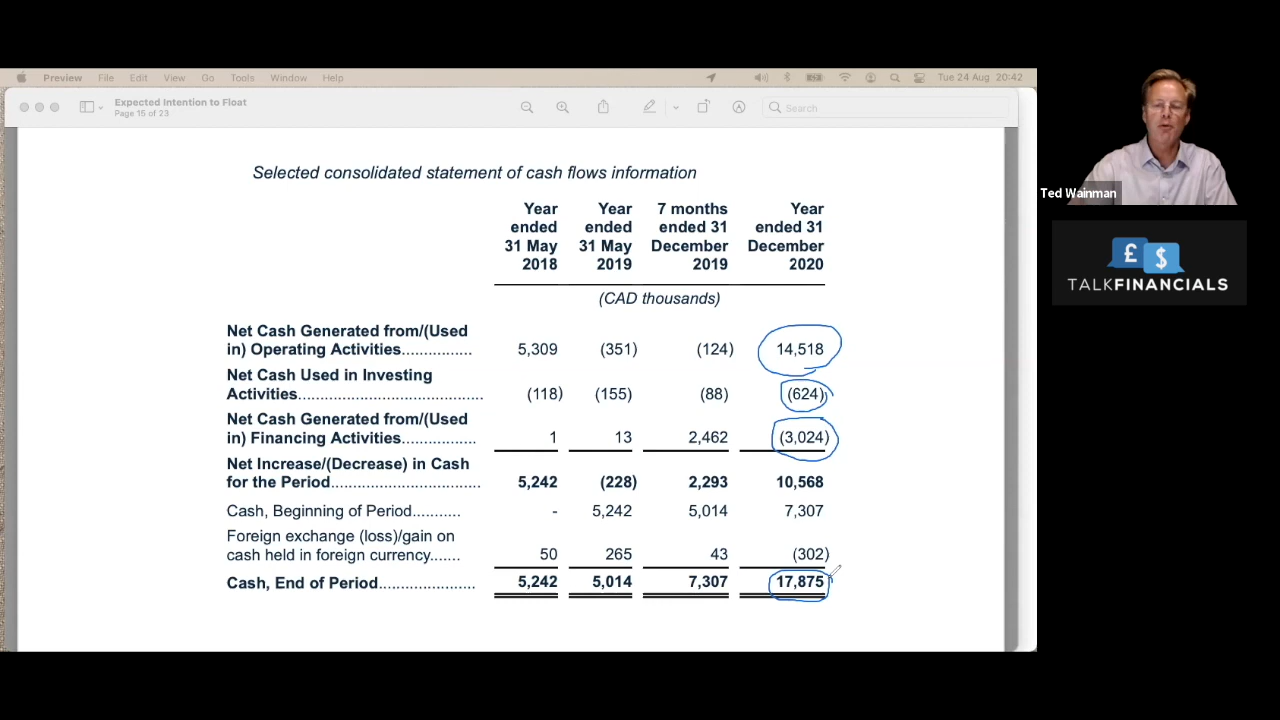 Preview File Edit View Go Tools Window Help Tue 24 Aug 20:42
Expected Intention to Float
Page 15 of 23
Search
Selected consolidated statement of cash flows information
Year Year 7 months Year
ended ended ended 31 ended 31
31 May 31 May December December
2018 2019 2019 2020
(CAD thousands)
Net Cash Generated from/(Used
in) Operating Activities................ 5,309 (351) (124) 14,518
Net Cash Used in Investing
Activities.......................................... (118) (155) (88) (624)
Net Cash Generated from/(Used
in) Financing Activities................. 1 13 2,462 (3,024)
Net Increase/(Decrease) in Cash
for the Period.................................. 5,242 (228) 2,293 10,568
Cash, Beginning of Period........... - 5,242 5,014 7,307
Foreign exchange (loss)/gain on
cash held in foreign currency....... 50 265 43 (302)
Cash, End of Period...................... 5,242 5,014 7,307 17,875
Ted Wainman
£ $
TALKFINANCIALS